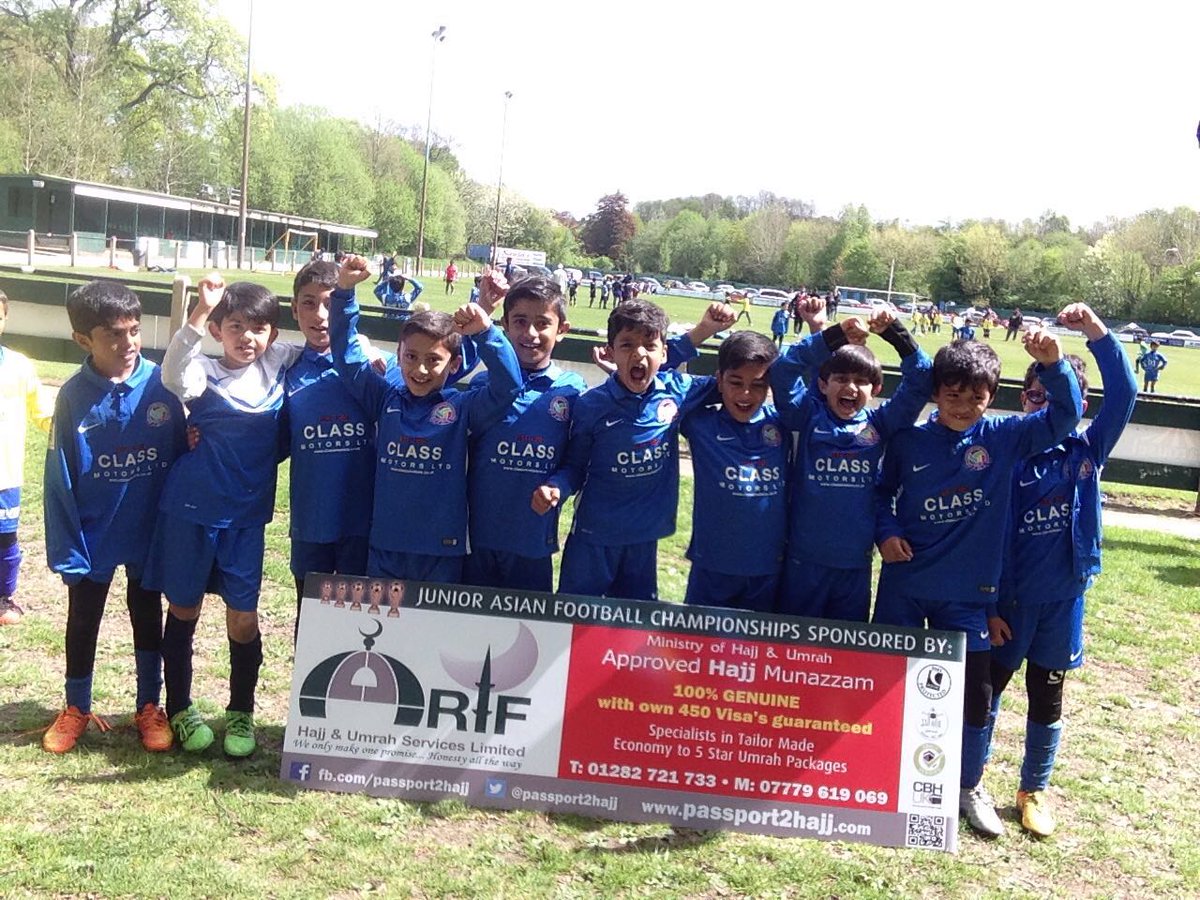 CLASS
MOTORS LTD
CLASS
MOTORS LTD
CLASS
MOTORS LTD
CLASS
MOTORS LTD
CLASS
MOTORS LTD
CLASS
MOTORS LTD
CLASS
MOTORS LTD
CLASS
CLASS
JUNIOR ASIAN FOOTBALL CHAMPIONSHIPS SPONSORED BY:
ARIF
Hajj & Umrah Services Limited
We only make one promise... Honesty all the way
fb.com/passport2hajj
@passport2hajj
www.passport2hajj.com
Ministry of Hajj & Umrah
Approved Hajj Munazzam
100% GENUINE
with own 450 Visa's guaranteed
Specialists in Tailor Made
Economy to 5 Star Umrah Packages
T: 01282 721 733 • M: 07779 619 069
PROTECTED
CBH
UK